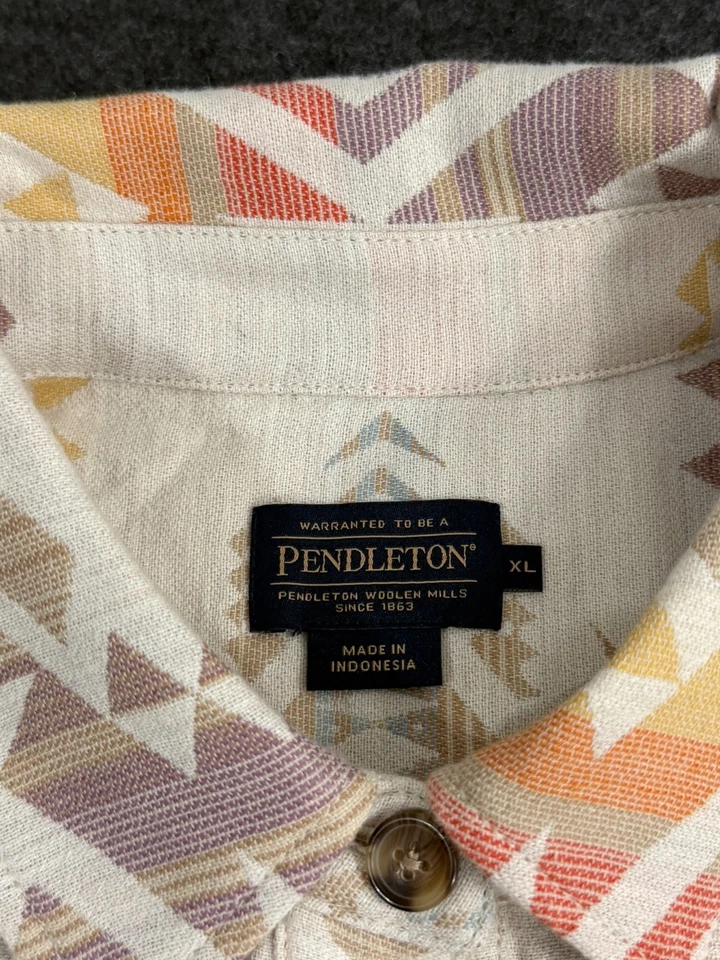 WARRANTED TO BE A
PENDLETON®
XL
PENDLETON WOOLEN MILLS
SINCE 1863
MADE IN
INDONESIA